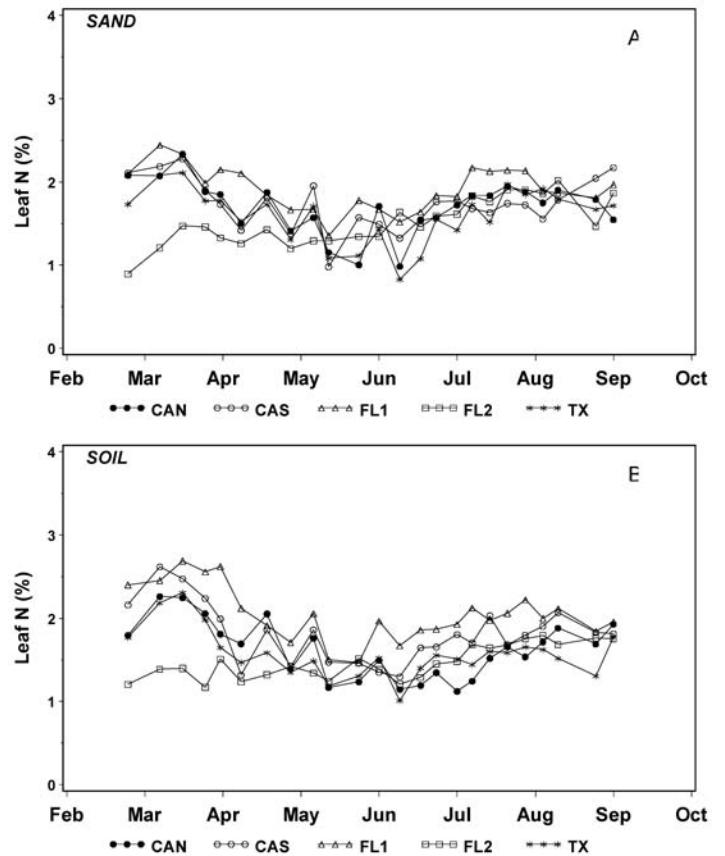 4
SAND
A
3
Leaf N (%)
2
1
0
Feb Mar Apr May Jun Jul Aug Sep Oct
CAN CAS FL1 FL2 TX
4
SOIL
3
Leaf N (%)
2
1
0
Feb Mar Apr May Jun Jul Aug Sep Oct
CAN CAS FL1 FL2 TX